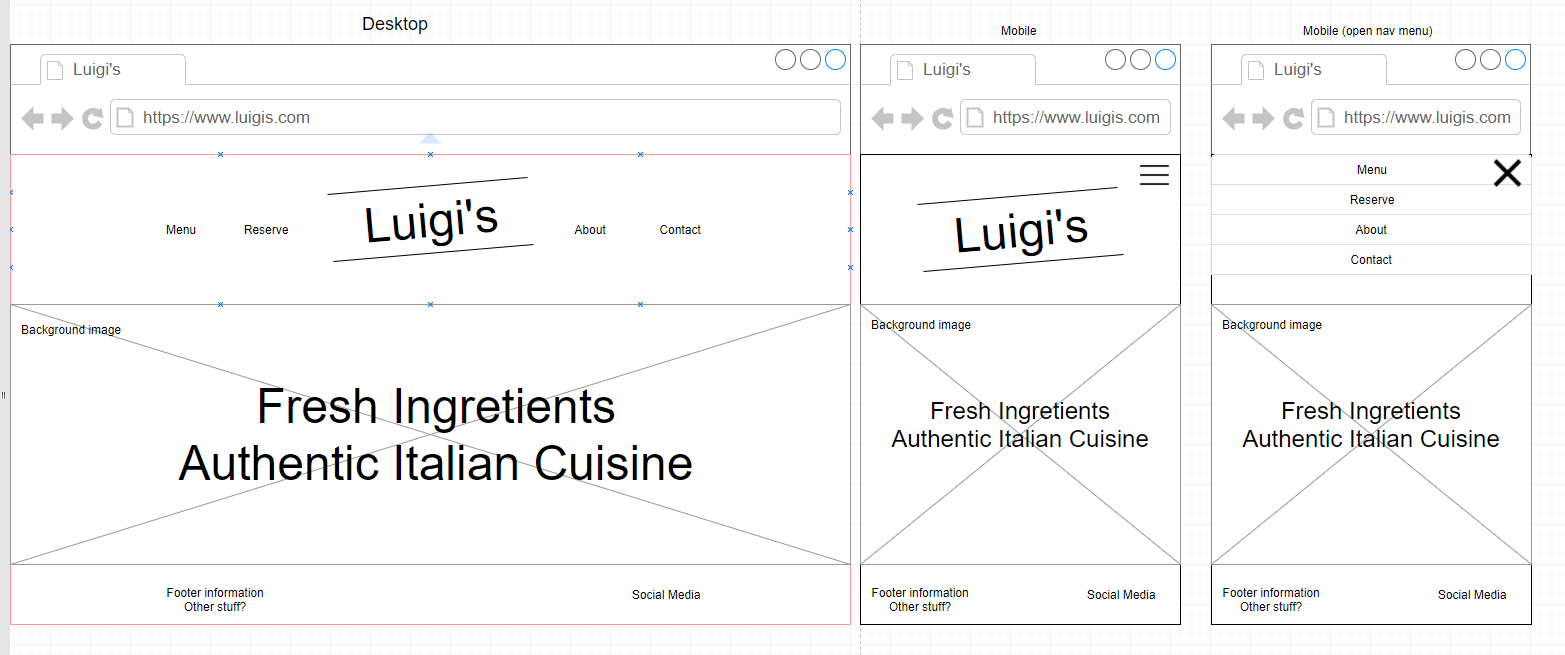 Desktop
Luigi's
https://www.luigis.com
Menu
Reserve
Luigi's
About
Contact
Background image
Fresh Ingretients
Authentic Italian Cuisine
Footer information
Other stuff?
Social Media
Mobile
Luigi's
https://www.luigis.com
Luigi's
Background image
Fresh Ingretients
Authentic Italian Cuisine
Footer information
Other stuff?
Social Media
Mobile (open nav menu)
Luigi's
https://www.luigis.com
Menu
Reserve
About
Contact
Background image
Fresh Ingretients
Authentic Italian Cuisine
Footer information
Other stuff?
Social Media